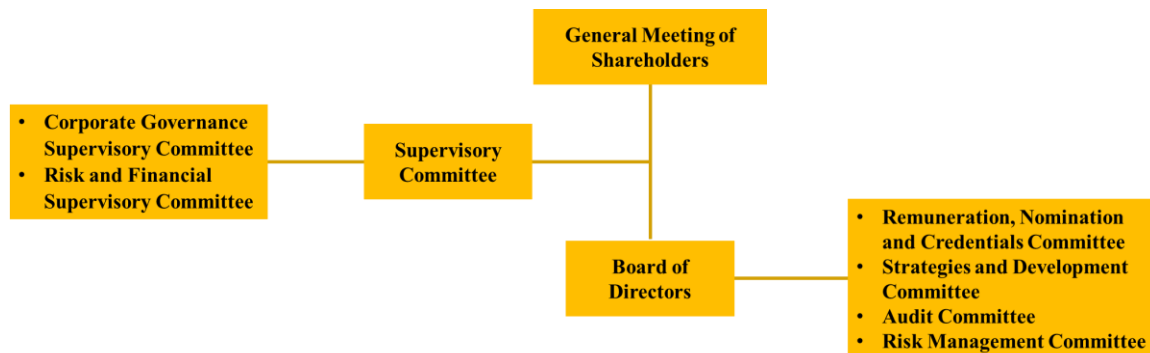 General Meeting of
Shareholders
• Corporate Governance
Supervisory Committee
• Risk and Financial
Supervisory Committee
Supervisory
Committee
Board of
Directors
• Remuneration, Nomination
and Credentials Committee
• Strategies and Development
Committee
• Audit Committee
• Risk Management Committee